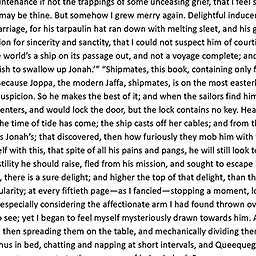 ntenance if not the trappings of some unceasing grief, that I feel s
may be thine. But somehow I grew merry again. Delightful induce
arriage, for his tarpaulin hat ran down with melting sleet, and his g
ion for sincerity and sanctity, that I could not suspect him of courti
e world's a ship on its passage out, and not a voyage complete; an
ish to swallow up Jonah.'" "Shipmates, this book, containing only f
because Joppa, the modern Jaffa, shipmates, is on the most easterl
uspicion. So he makes the best of it; and when the sailors find him
enters, and would lock the door, but the lock contains no key. Hea
the time of tide has come; the ship casts off her cables; and from t
s Jonah's; that discovered, then how furiously they mob him with
elf with this, that spite of all his pains and pangs, he will still look t
stility he should raise, fled from his mission, and sought to escape
, there is a sure delight; and higher the top of that delight, than th
ularity; at every fiftieth page—as I fancied—stopping a moment, lo
especially considering the affectionate arm I had found thrown ov
o see; yet I began to feel myself mysteriously drawn towards him. A
then spreading them on the table, and mechanically dividing them
hus in bed, chatting and napping at short intervals, and Queequeg